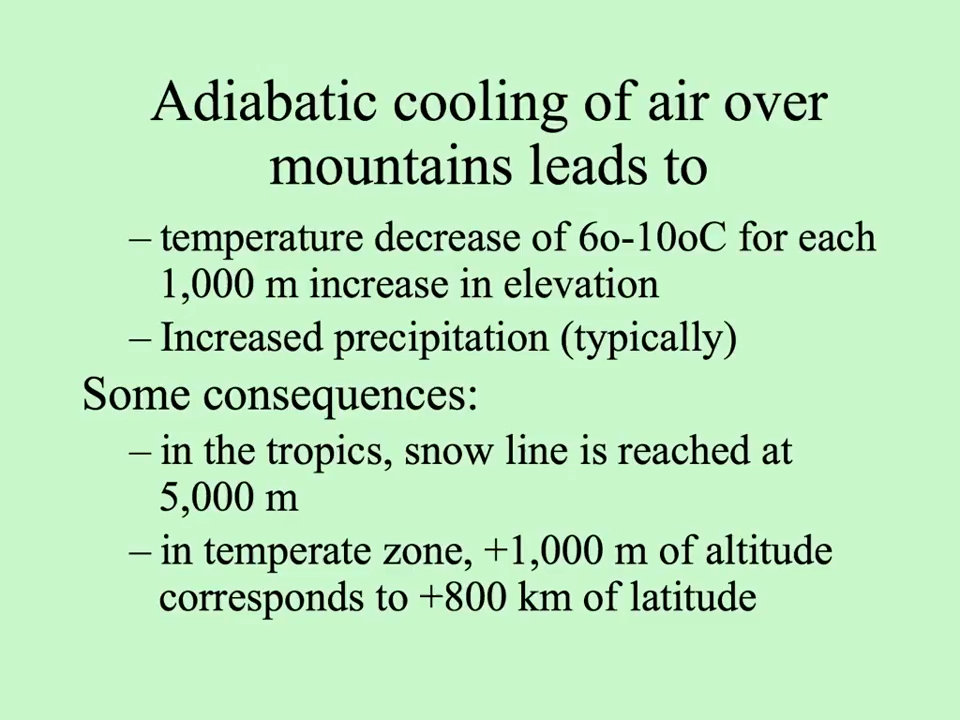 Adiabatic cooling of air over
mountains leads to
– temperature decrease of 6o-10oC for each
1,000 m increase in elevation
– Increased precipitation (typically)
Some consequences:
– in the tropics, snow line is reached at
5,000 m
– in temperate zone, +1,000 m of altitude
corresponds to +800 km of latitude